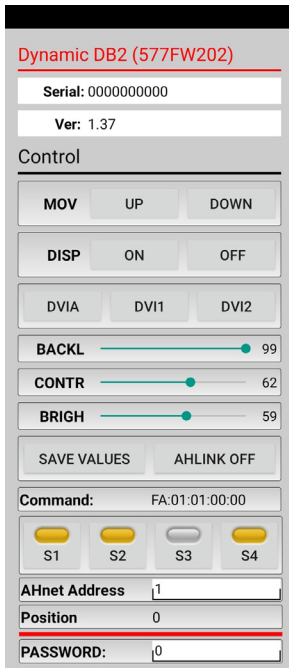 Dynamic DB2 (577FW202)
Serial: 0000000000
Ver: 1.37
Control
MOV UP DOWN
DISP ON OFF
DVIA DVI1 DVI2
BACKL 99
CONTR 62
BRIGH 59
SAVE VALUES AHLINK OFF
Command: FA:01:01:00:00
S1 S2 S3 S4
AHnet Address 1
Position 0
PASSWORD: 0